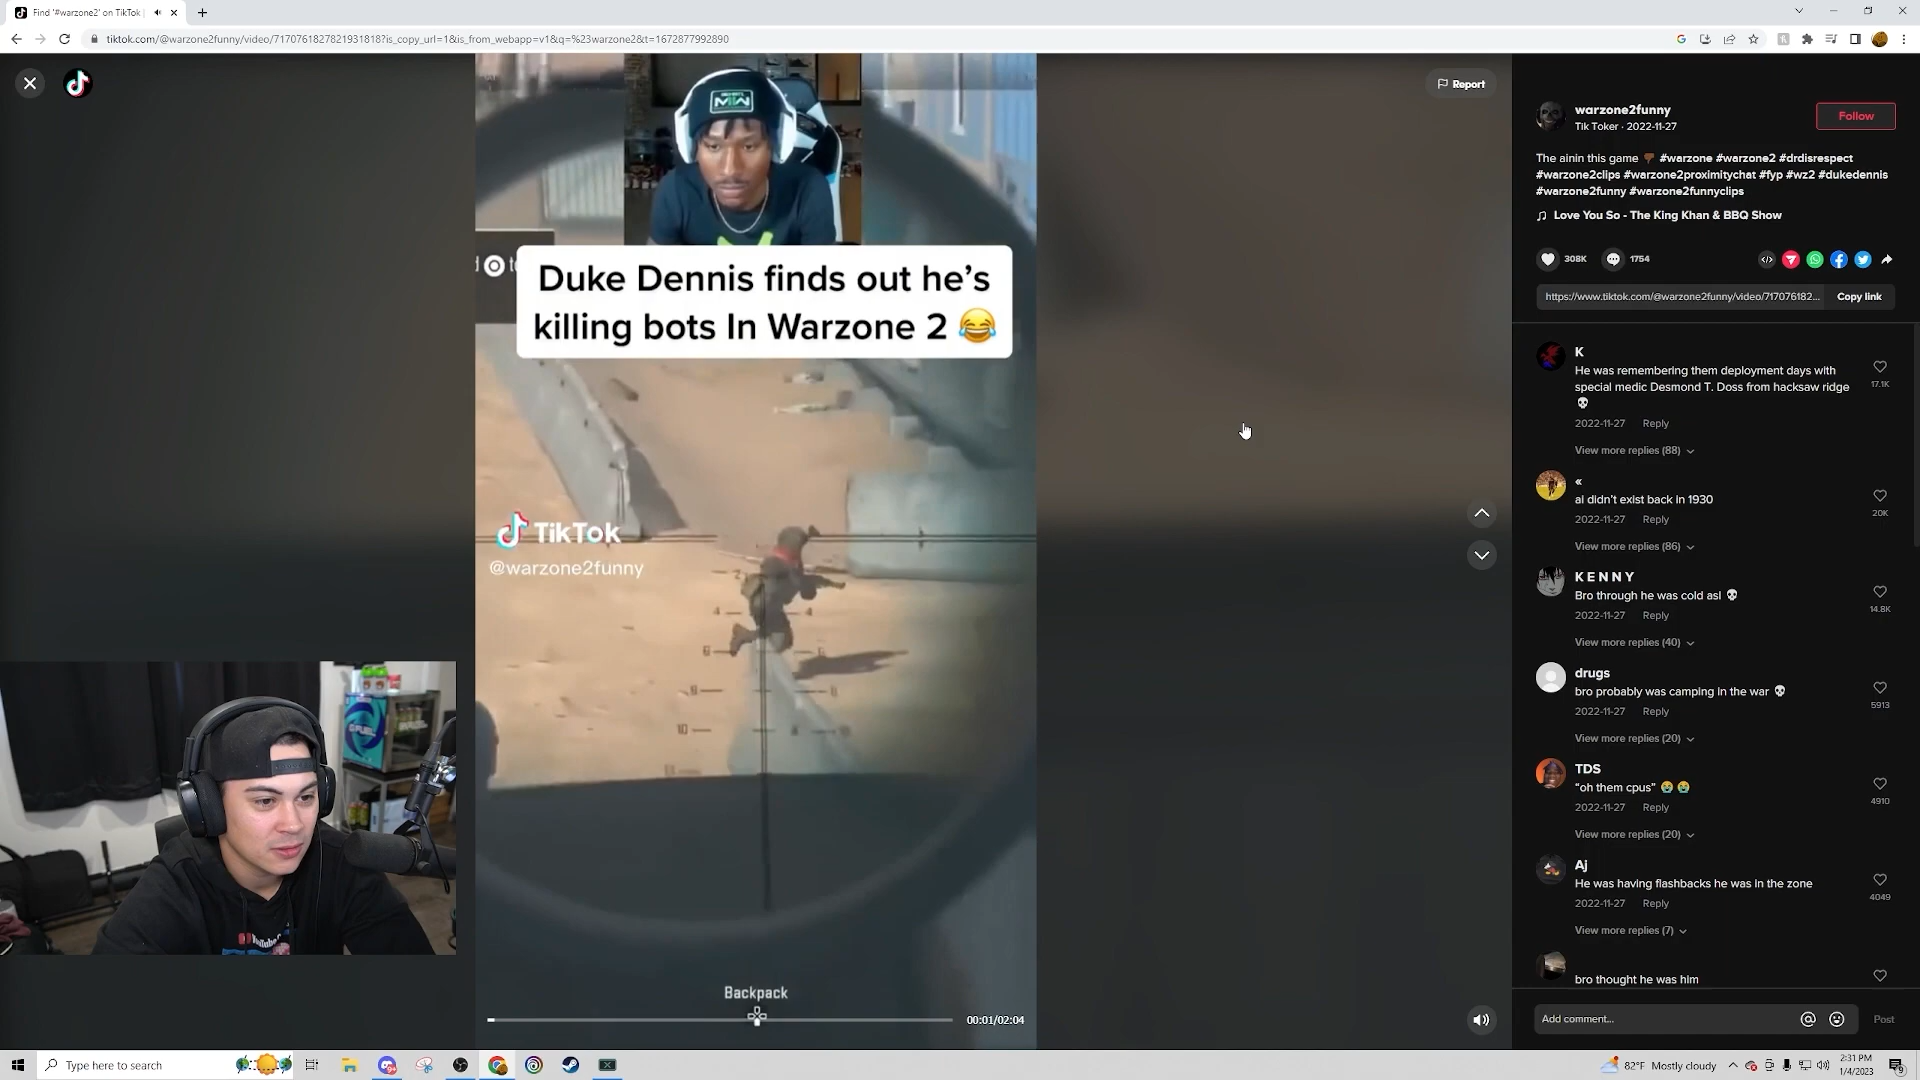 Find '#warzone2' on TikTok |
tiktok.com/@warzone2funny/video/7170761827821931818?is_copy_url=1&is_from_webapp=v1&q=%23warzone2&t=1672877992890
Report
MW
Duke Dennis finds out he's
killing bots In Warzone 2 😂
TikTok
@warzone2funny
Backpack
00:01/02:04
warzone2funny
Tik Toker · 2022-11-27
Follow
The ainin this game 👎🏾 #warzone #warzone2 #drdisrespect
#warzone2clips #warzone2proximitychat #fyp #wz2 #dukedennis
#warzone2funny #warzone2funnyclips
Love You So - The King Khan & BBQ Show
308K
1754
https://www.tiktok.com/@warzone2funny/video/717076182...
Copy link
K
He was remembering them deployment days with
special medic Desmond T. Doss from hacksaw ridge
💀
17.1K
2022-11-27 Reply
View more replies (88)
«
ai didn't exist back in 1930
20K
2022-11-27 Reply
View more replies (86)
K E N N Y
Bro through he was cold asl 💀
14.8K
2022-11-27 Reply
View more replies (40)
drugs
bro probably was camping in the war 💀
5913
2022-11-27 Reply
View more replies (20)
TDS
“oh them cpus” 😭 😭
4910
2022-11-27 Reply
View more replies (20)
Aj
He was having flashbacks he was in the zone
4049
2022-11-27 Reply
View more replies (7)
bro thought he was him
Add comment...
Post
Type here to search
82°F Mostly cloudy
2:31 PM
1/4/2023